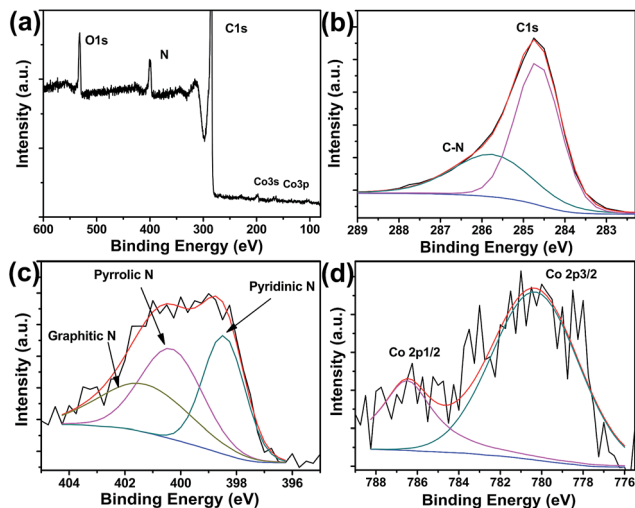 (a)
O1s
N
C1s
Co3s
Co3p
Intensity (a.u.)
600 500 400 300 200 100
Binding Energy (eV)
(b)
C1s
C-N
Intensity (a.u.)
289 288 287 286 285 284 283
Binding Energy (eV)
(c)
Pyrrolic N
Pyridinic N
Graphitic N
Intensity (a.u.)
404 402 400 398 396
Binding Energy (eV)
(d)
Co 2p3/2
Co 2p1/2
Intensity (a.u.)
788 786 784 782 780 778 776
Binding Energy (eV)